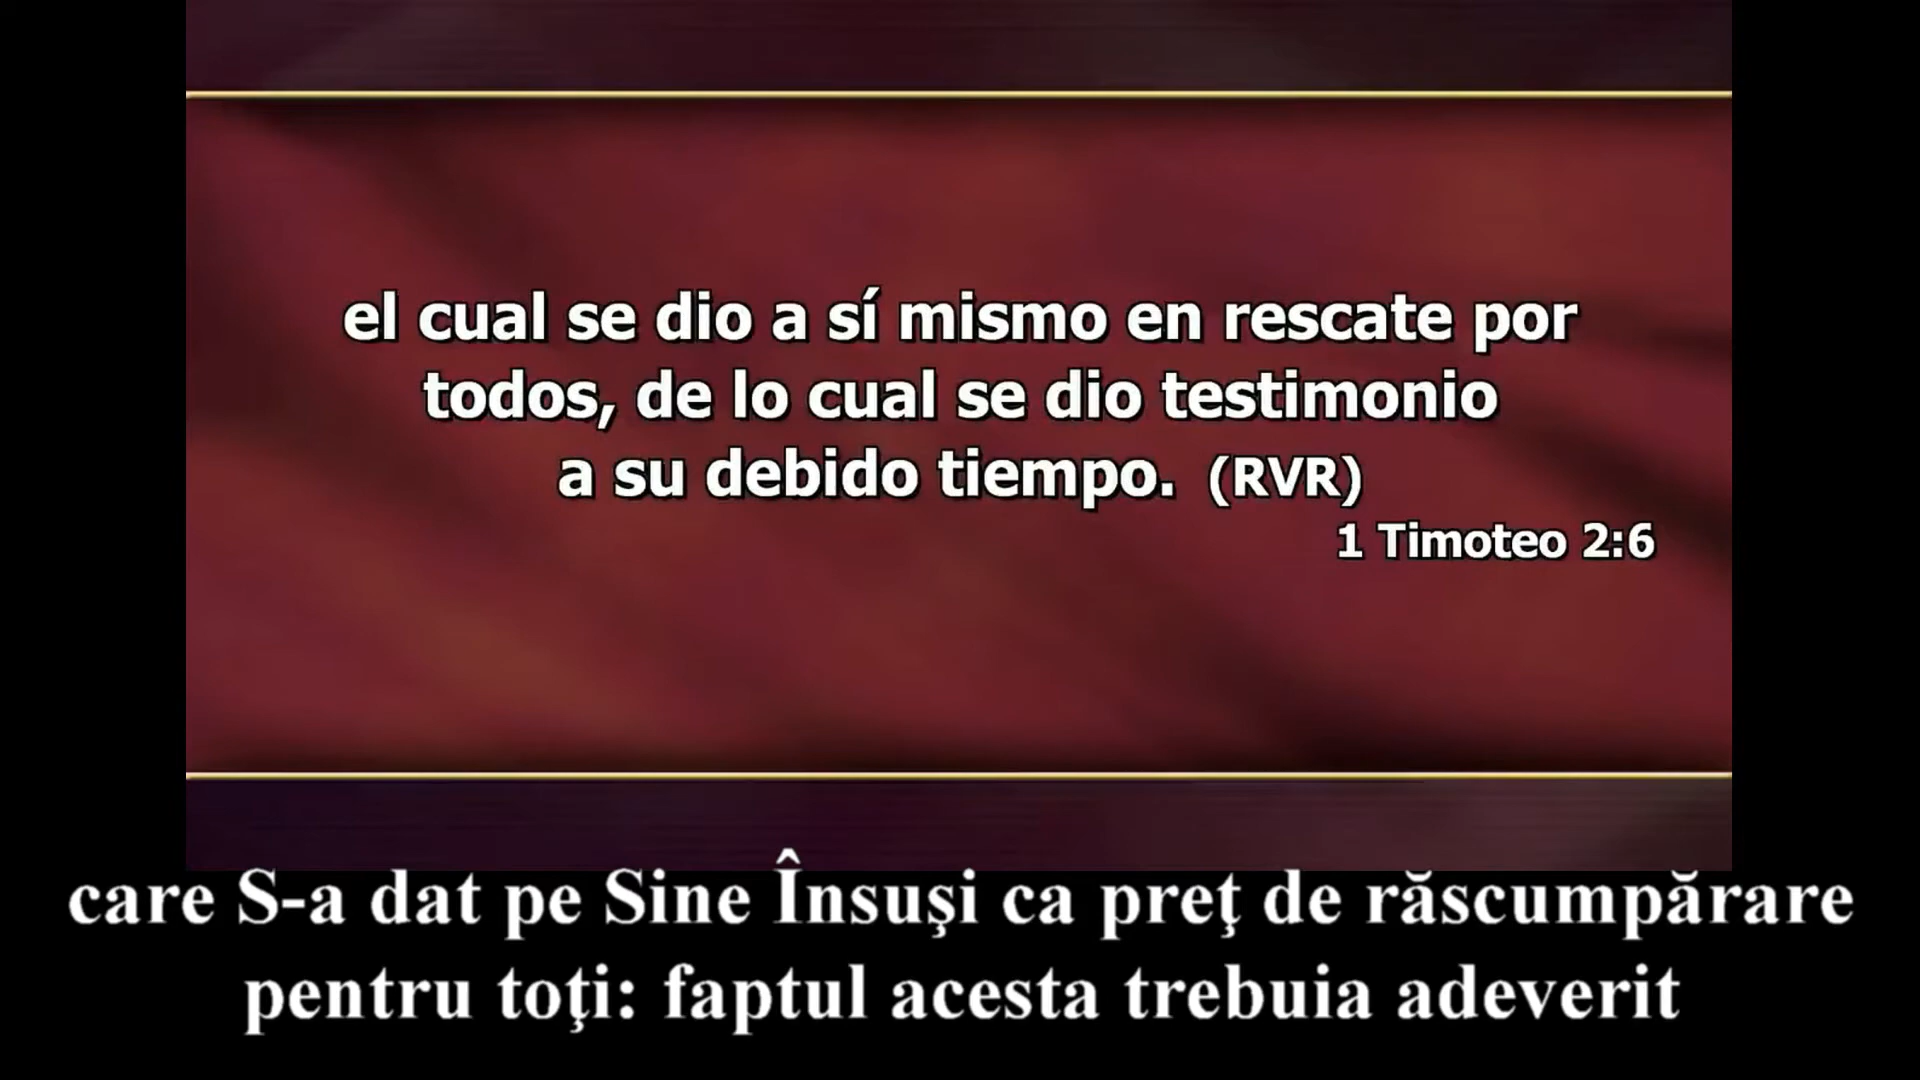 el cual se dio a sí mismo en rescate por
todos, de lo cual se dio testimonio
a su debido tiempo. (RVR)
1 Timoteo 2:6
care S-a dat pe Sine Însuşi ca preţ de răscumpărare
pentru toţi: faptul acesta trebuia adeverit